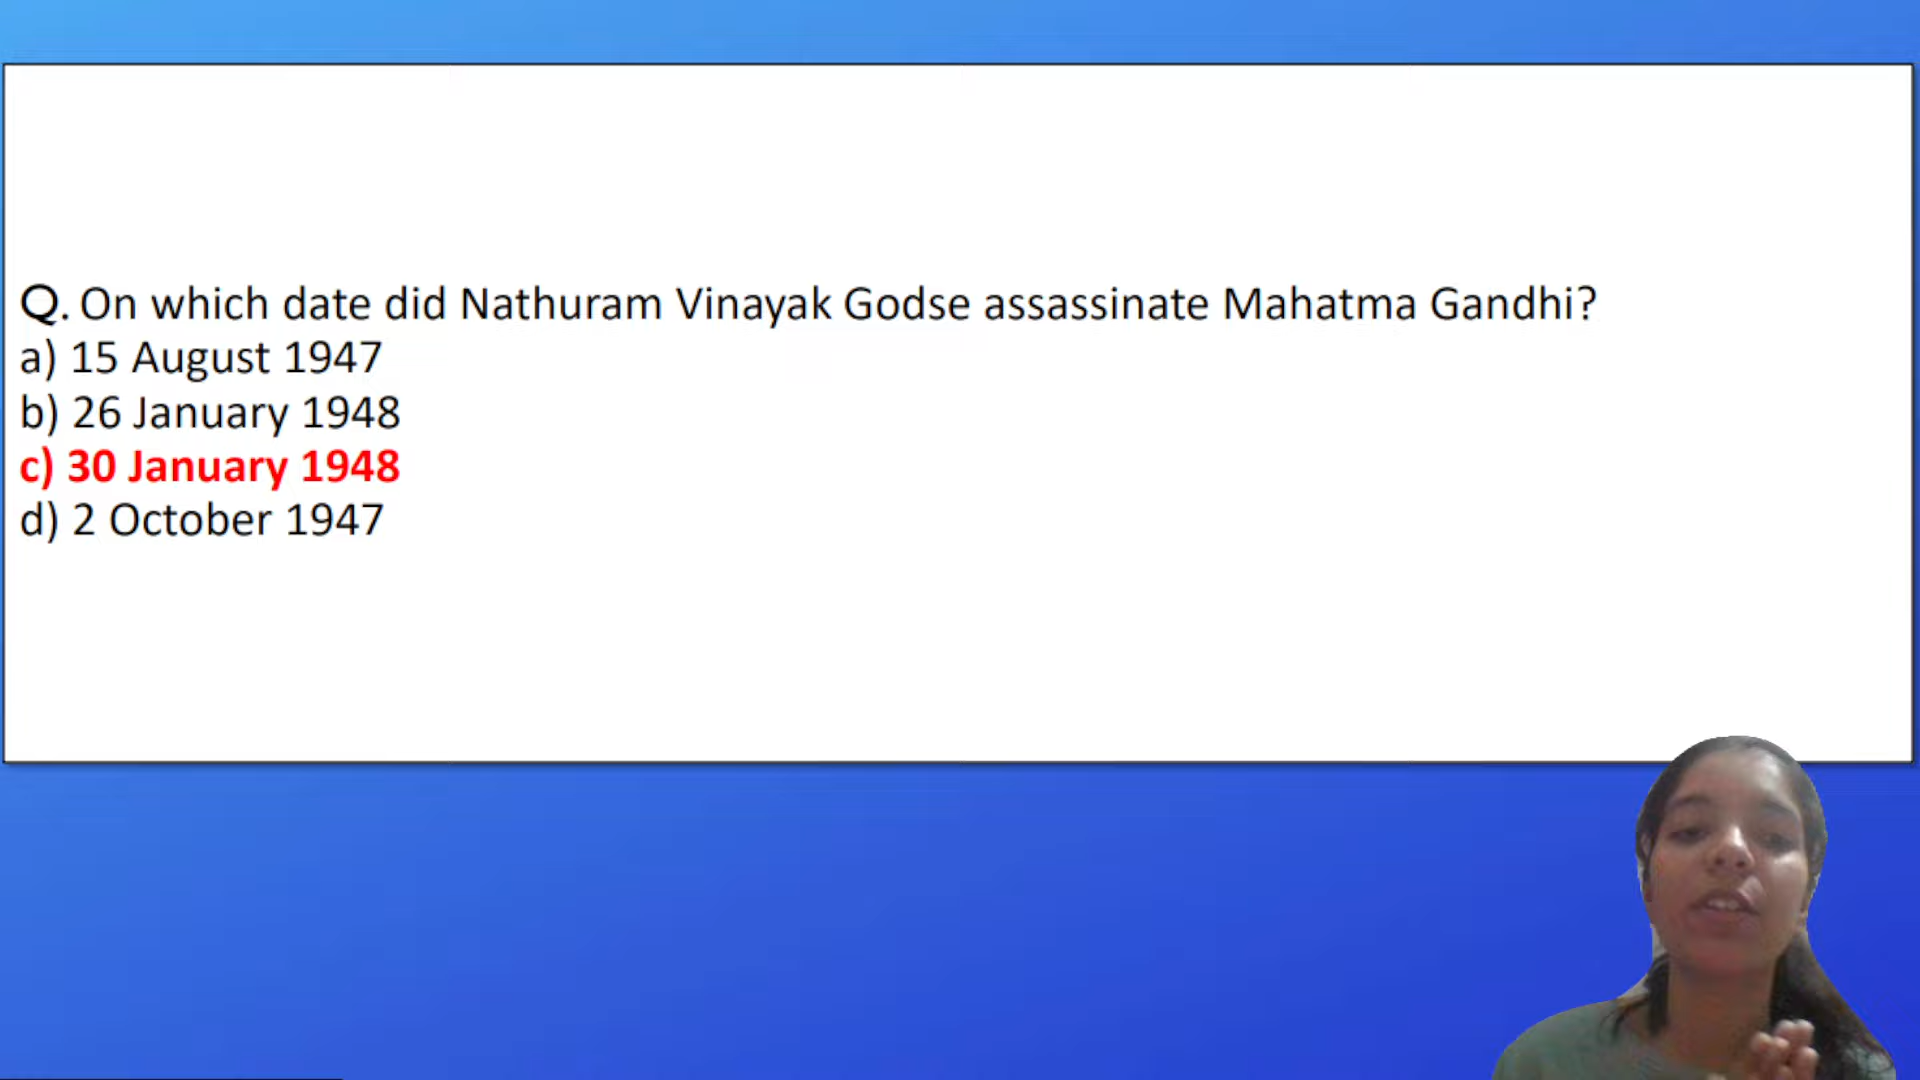 Q. On which date did Nathuram Vinayak Godse assassinate Mahatma Gandhi?
a) 15 August 1947
b) 26 January 1948
c) 30 January 1948
d) 2 October 1947